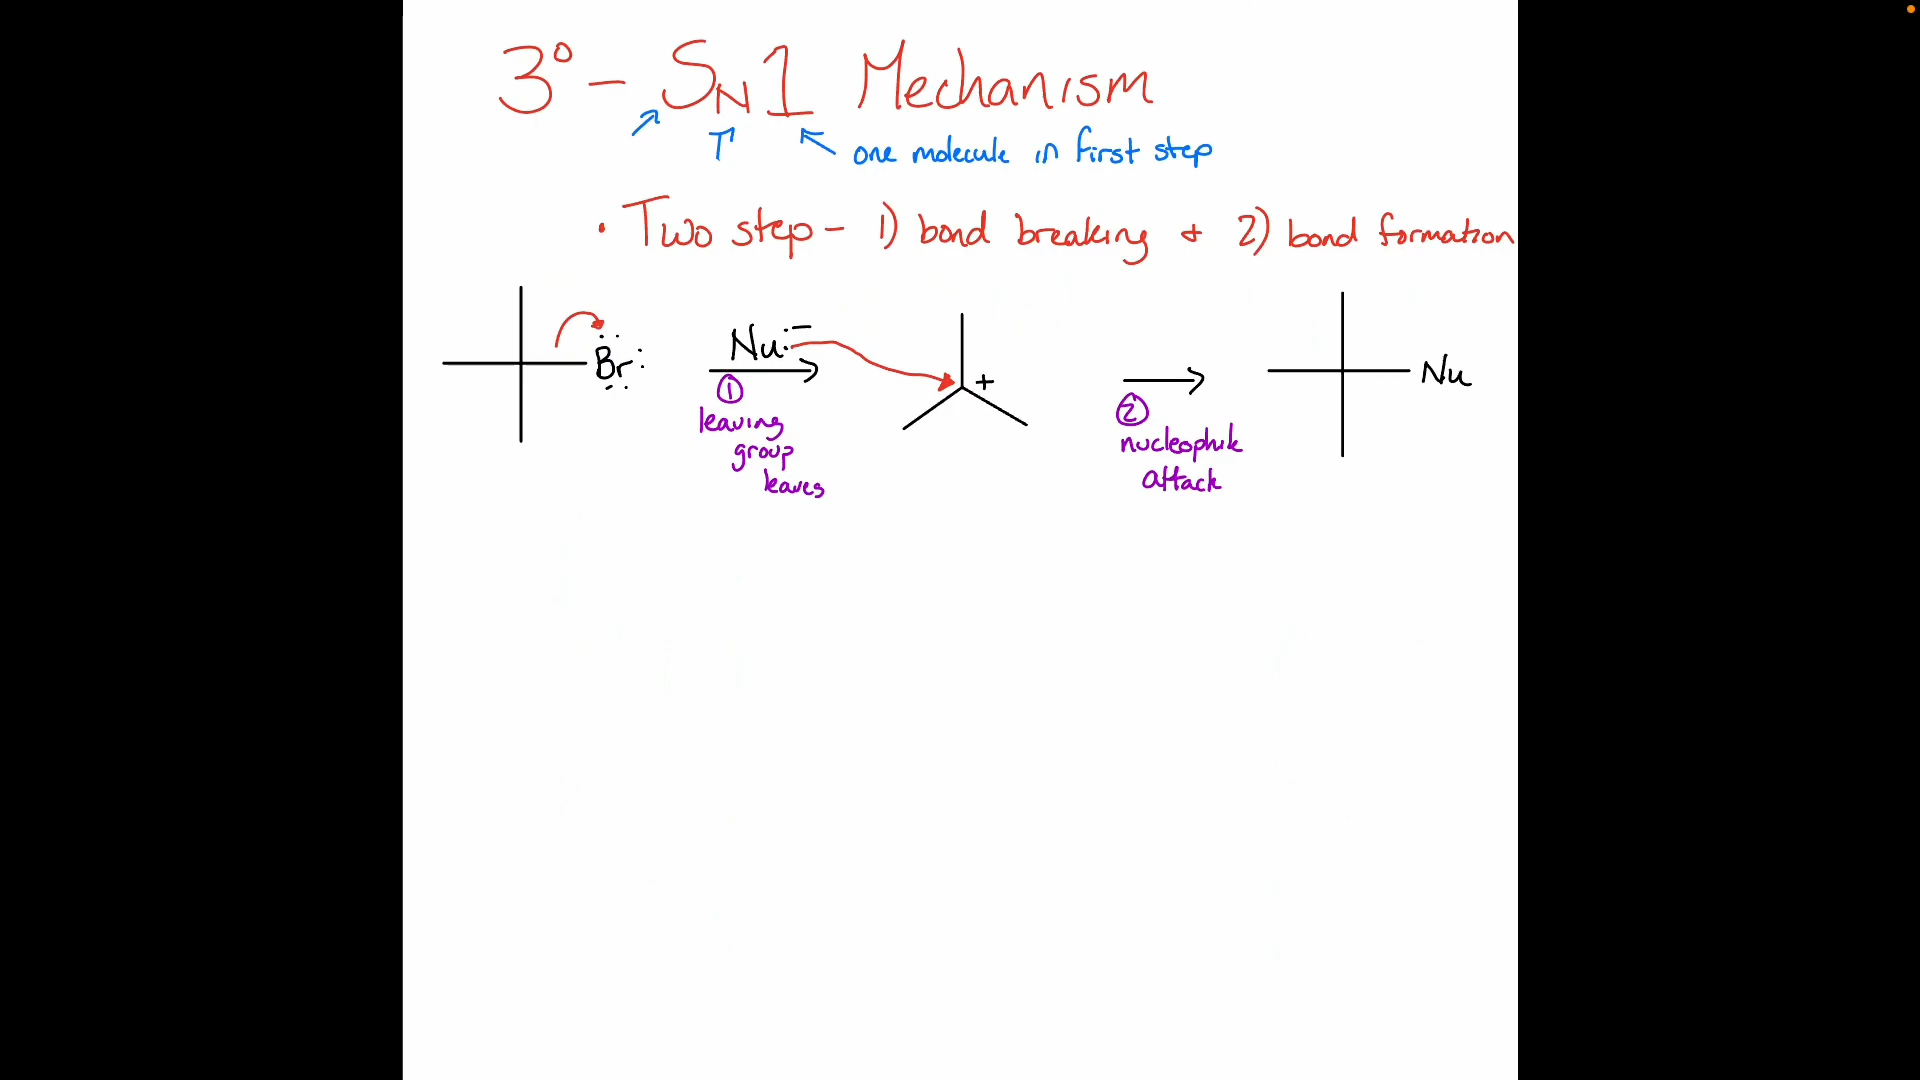 3° - SN1 Mechanism
one molecule in first step
• Two step - 1) bond breaking + 2) bond formation
Br
Nu:⁻
+
Nu
①
leaving
group
leaves
②
nucleophile
attack